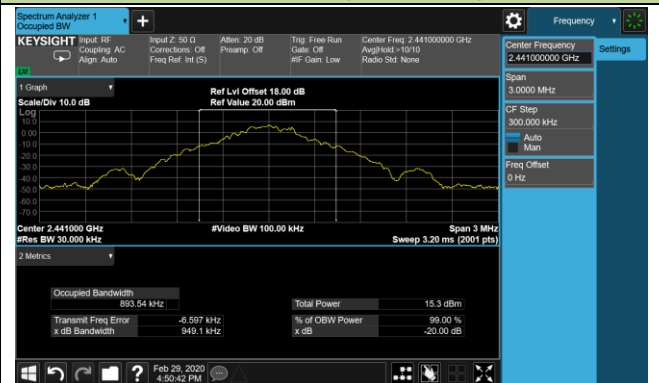 Spectrum Analyzer 1
Occupied BW
Frequency
KEYSIGHT
Input: RF
Coupling: AC
Align: Auto
Input Z: 50 Ω
Corrections: Off
Freq Ref: Int (S)
Atten: 20 dB
Preamp: Off
Trig: Free Run
Gate: Off
#IF Gain: Low
Center Freq: 2.441000000 GHz
Avg|Hold:>10/10
Radio Std: None
Center Frequency
2.441000000 GHz
Settings
Span
3.0000 MHz
CF Step
300.000 kHz
Auto
Man
Freq Offset
0 Hz
1 Graph
Scale/Div 10.0 dB
Ref Lvl Offset 18.00 dB
Ref Value 20.00 dBm
Log
10.0
0.00
-10.0
-20.0
-30.0
-40.0
-50.0
-60.0
-70.0
Center 2.441000 GHz
#Res BW 30.000 kHz
#Video BW 100.00 kHz
Span 3 MHz
Sweep 3.20 ms (2001 pts)
2 Metrics
Occupied Bandwidth
893.54 kHz
Total Power 15.3 dBm
Transmit Freq Error -6.597 kHz
% of OBW Power 99.00 %
x dB Bandwidth 949.1 kHz
x dB -20.00 dB
Feb 29, 2020
4:50:42 PM